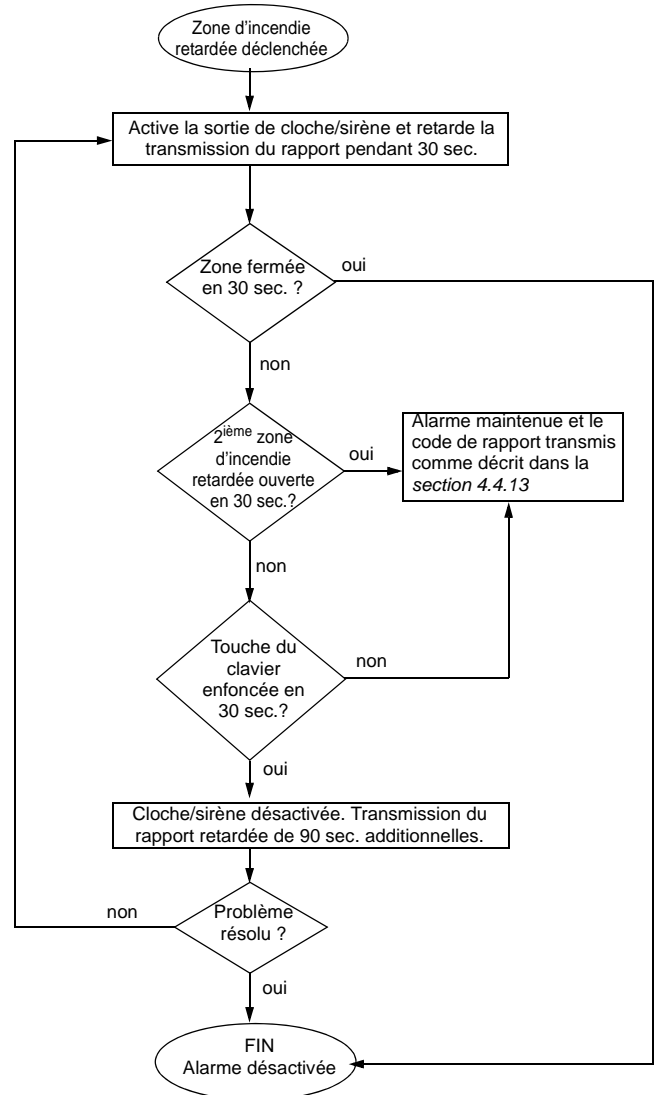 Zone d'incendie
retardée déclenchée
Active la sortie de cloche/sirène et retarde la
transmission du rapport pendant 30 sec.
Zone fermée
en 30 sec. ?
oui
non
2ième zone
d'incendie
retardée ouverte
en 30 sec.?
oui
Alarme maintenue et le
code de rapport transmis
comme décrit dans la
section 4.4.13
non
Touche du
clavier
enfoncée en
30 sec.?
non
oui
Cloche/sirène désactivée. Transmission du
rapport retardée de 90 sec. additionnelles.
non
Problème
résolu ?
oui
FIN
Alarme désactivée